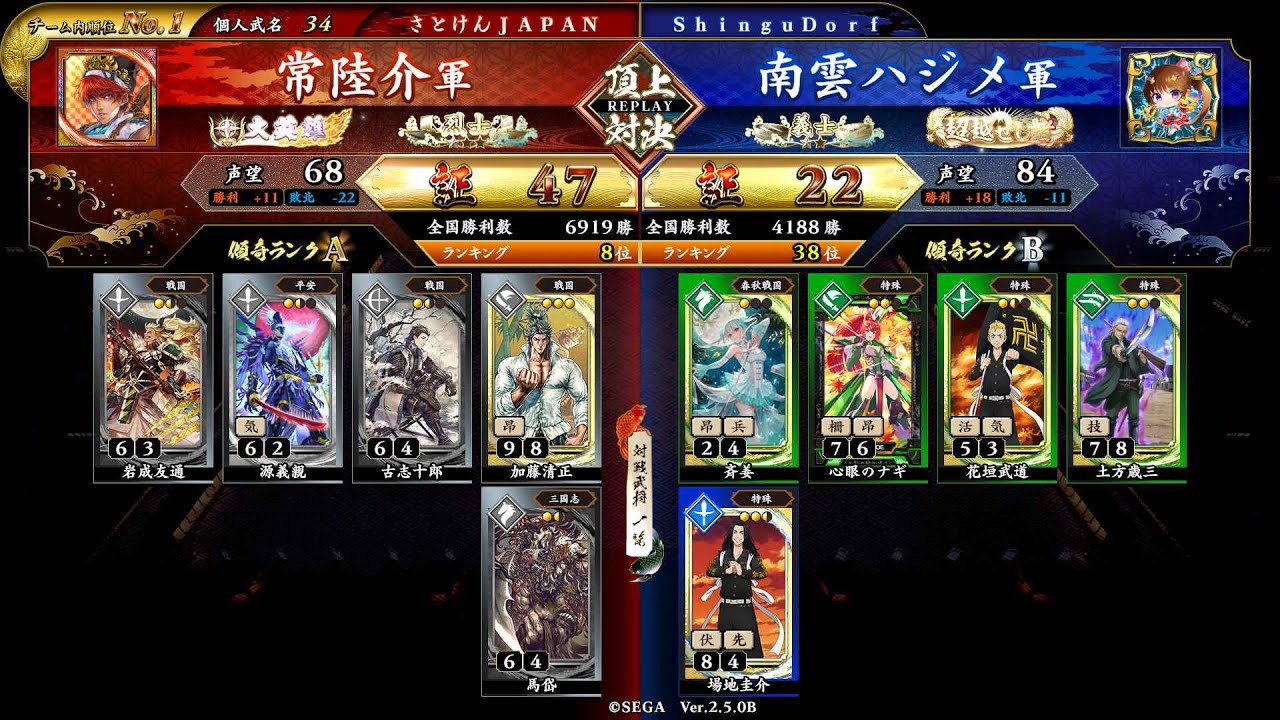 チーム内順位 No.1
個人武名 34
さとけんJAPAN
ShinguDorf
常陸介軍
頂上
REPLAY
対決
南雲ハジメ軍
大英雄
烈士
義士
声望 68
勝利 +11 敗北 -22
証 47
証 22
声望 84
勝利 +18 敗北 -11
全国勝利数 6919勝
全国勝利数 4188勝
傾奇ランク A
ランキング 8位
ランキング 38位
傾奇ランク B
戦国
平安
戦国
戦国
春秋戦国
特殊
特殊
特殊
卍
気
昂
昂 兵
柵 昂
活 気
技
6 3
6 2
6 4
9 8
2 4
7 6
5 3
7 8
岩成友通
源義親
古志十郎
加藤清正
斉姜
心眼のナギ
花垣武道
土方歳三
対戦武将一覧
三国志
特殊
伏 先
6 4
8 4
馬岱
場地圭介
©SEGA Ver.2.5.0B